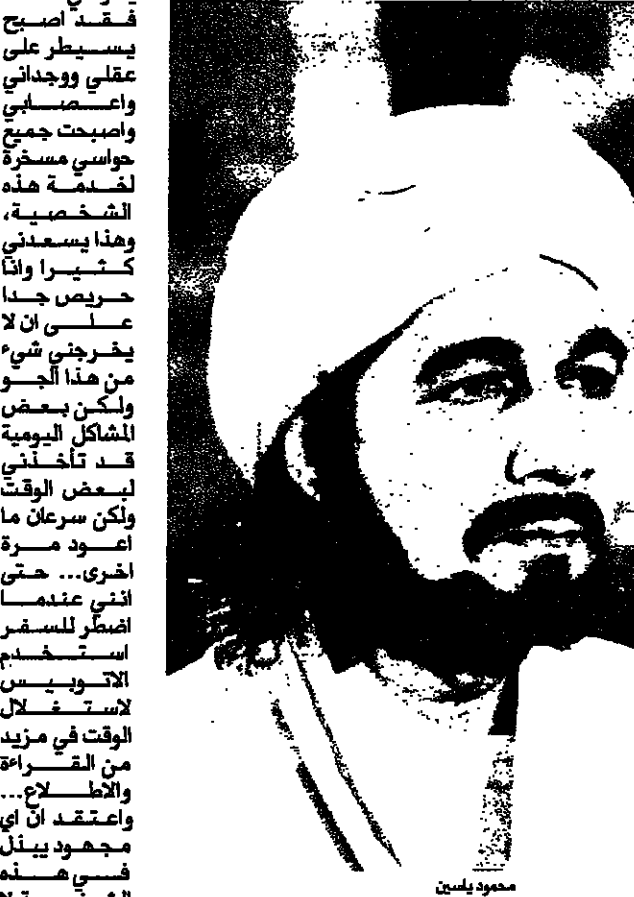 فقد اصبح
يسيطر على
عقلي ووجداني
واعصابي
واصبحت جميع
حواسي مسخرة
لخدمة هذه
الشخصية،
وهذا يسعدني
كثيرا وانا
حريص جدا
على ان لا
يخرجني شيء
من هذا الجو
ولكن بعض
المشاكل اليومية
قد تأخذني
لبعض الوقت
ولكن سرعان ما
اعود مرة
اخرى... حتى
انني عندما
اضطر للسفر
استخدم
الاتوبيس
لاستغلال
الوقت في مزيد
من القراءة
والاطلاع...
واعتقد ان اي
مجهود يبذل
في هذه
محمود ياسين